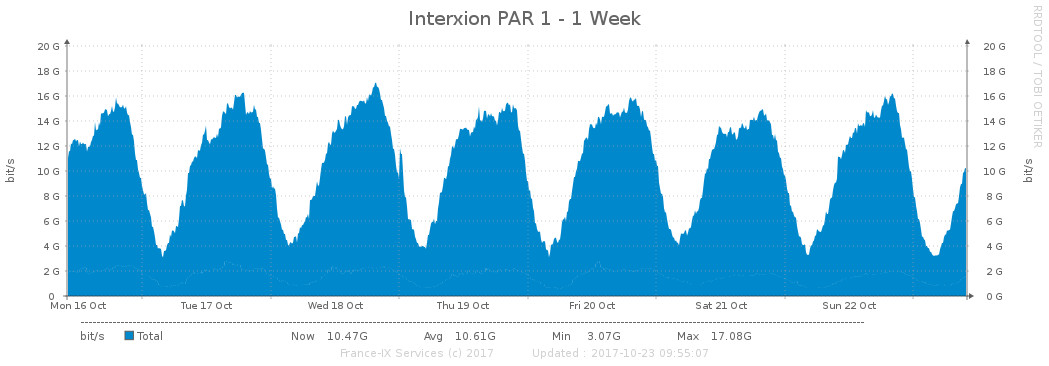 Interxion PAR 1 - 1 Week
RRDTOOL / TOBI OETIKER
bit/s
20 G 20 G
18 G 18 G
16 G 16 G
14 G 14 G
12 G 12 G
10 G 10 G
8 G 8 G
6 G 6 G
4 G 4 G
2 G 2 G
0 0 G
bit/s
Mon 16 Oct Tue 17 Oct Wed 18 Oct Thu 19 Oct Fri 20 Oct Sat 21 Oct Sun 22 Oct
bit/s Total Now 10.47G Avg 10.61G Min 3.07G Max 17.08G
France-IX Services (c) 2017 Updated : 2017-10-23 09:55:07